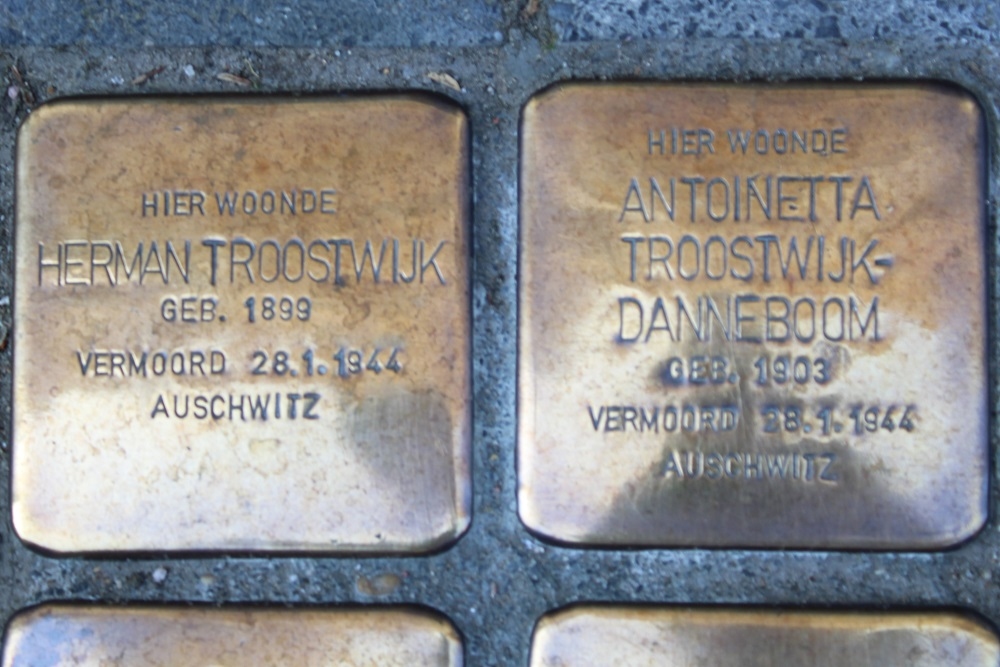 HIER WOONDE
HERMAN TROOSTWIJK
GEB. 1899
VERMOORD 28.1.1944
AUSCHWITZ
HIER WOONDE
ANTOINETTA
TROOSTWIJK-
DANNEBOOM
GEB. 1903
VERMOORD 28.1.1944
AUSCHWITZ